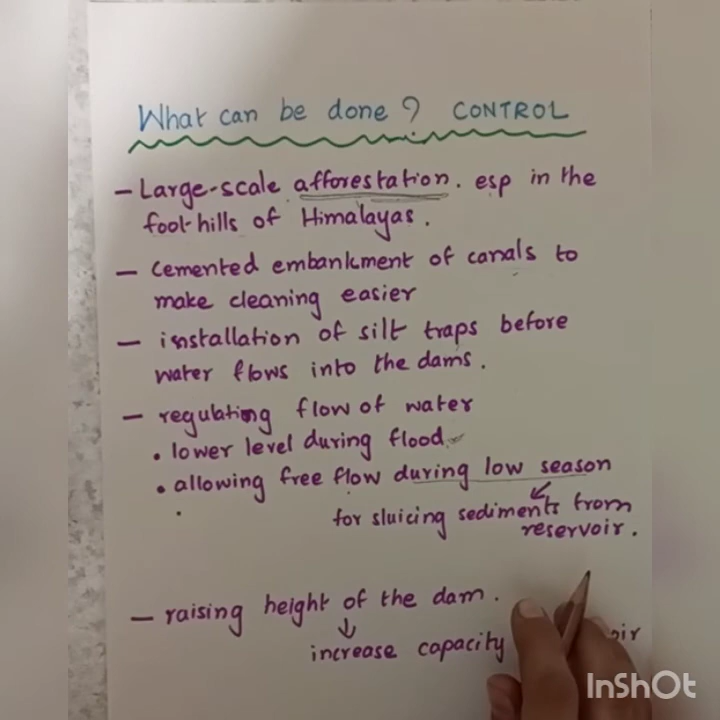 What can be done? CONTROL
- Large-scale afforestation. esp in the
foot-hills of Himalayas.
- cemented embankment of canals to
make cleaning easier
- installation of silt traps before
water flows into the dams.
- regulating flow of water
• lower level during flood
• allowing free flow during low season
↙
for sluicing sediments from
reservoir.
- raising height of the dam.
↓
increase capacity
InShOt